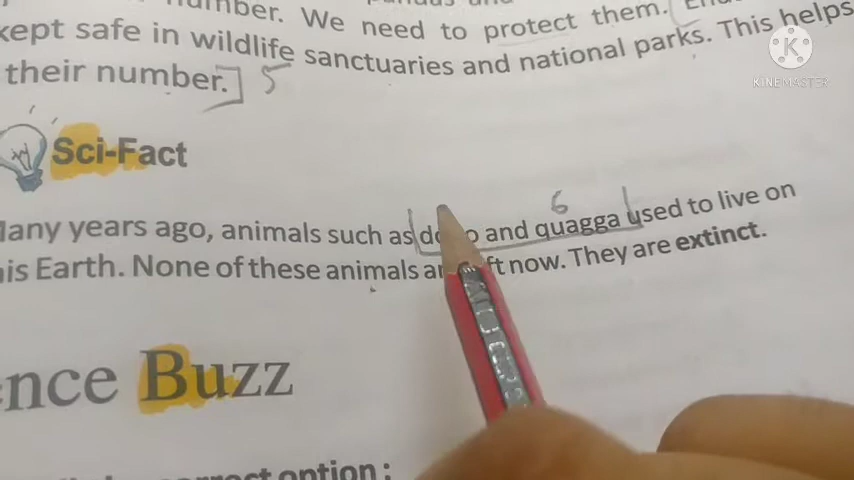 number. We need to protect them.
kept safe in wildlife sanctuaries and national parks. This helps
their number.] 5
KINEMASTER
Sci-Fact
6
Many years ago, animals such as and quagga used to live on
is Earth. None of these animals now. They are extinct.
Buzz
option: